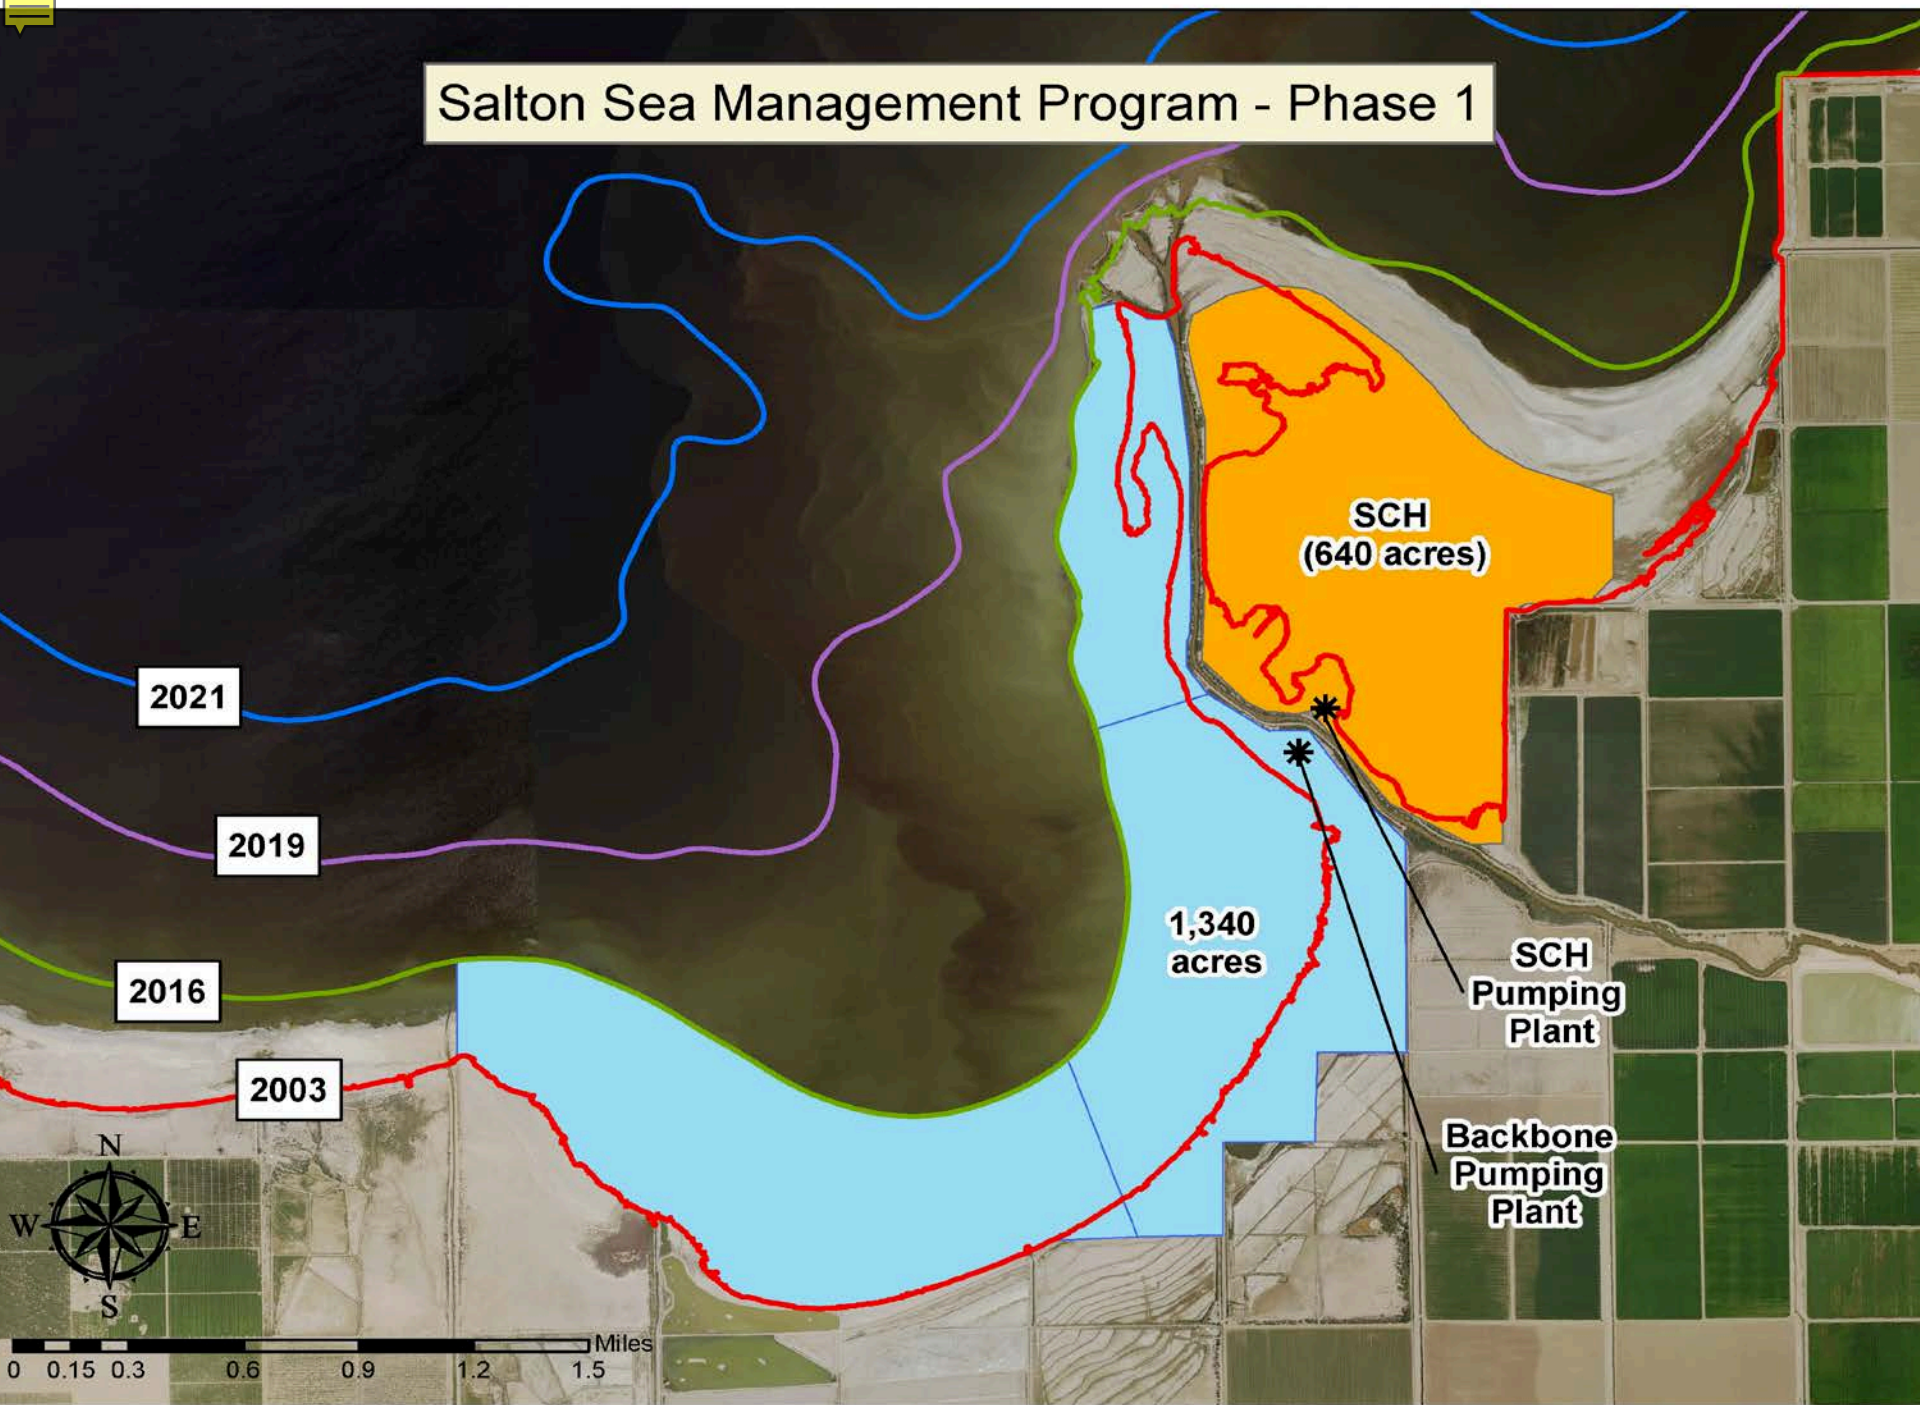 Salton Sea Management Program - Phase 1
SCH
(640 acres)
2021
2019
1,340
acres
SCH
Pumping
Plant
2016
2003
Backbone
Pumping
Plant
N
W E
S
Miles
0 0.15 0.3 0.6 0.9 1.2 1.5